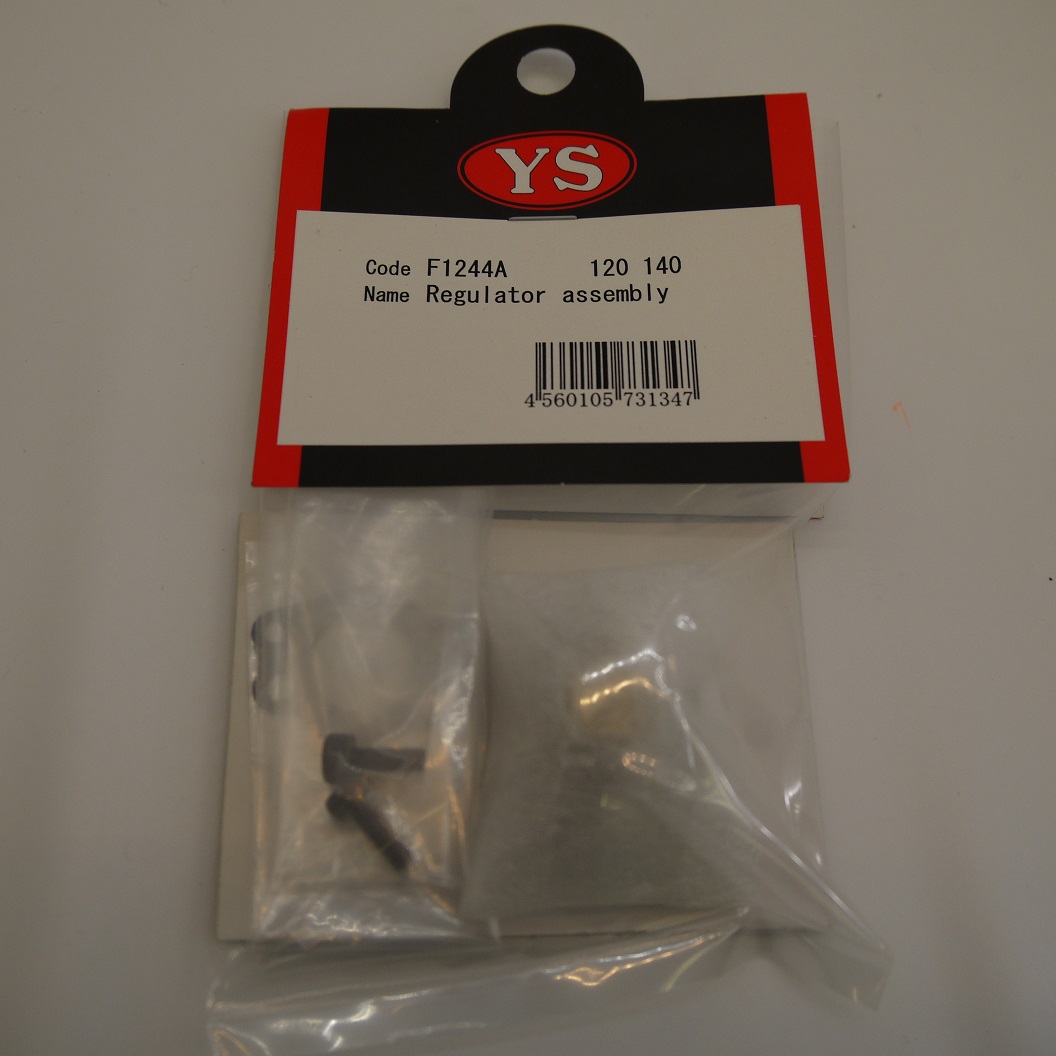 YS
Code F1244A 120 140
Name Regulator assembly
4 560105 731347